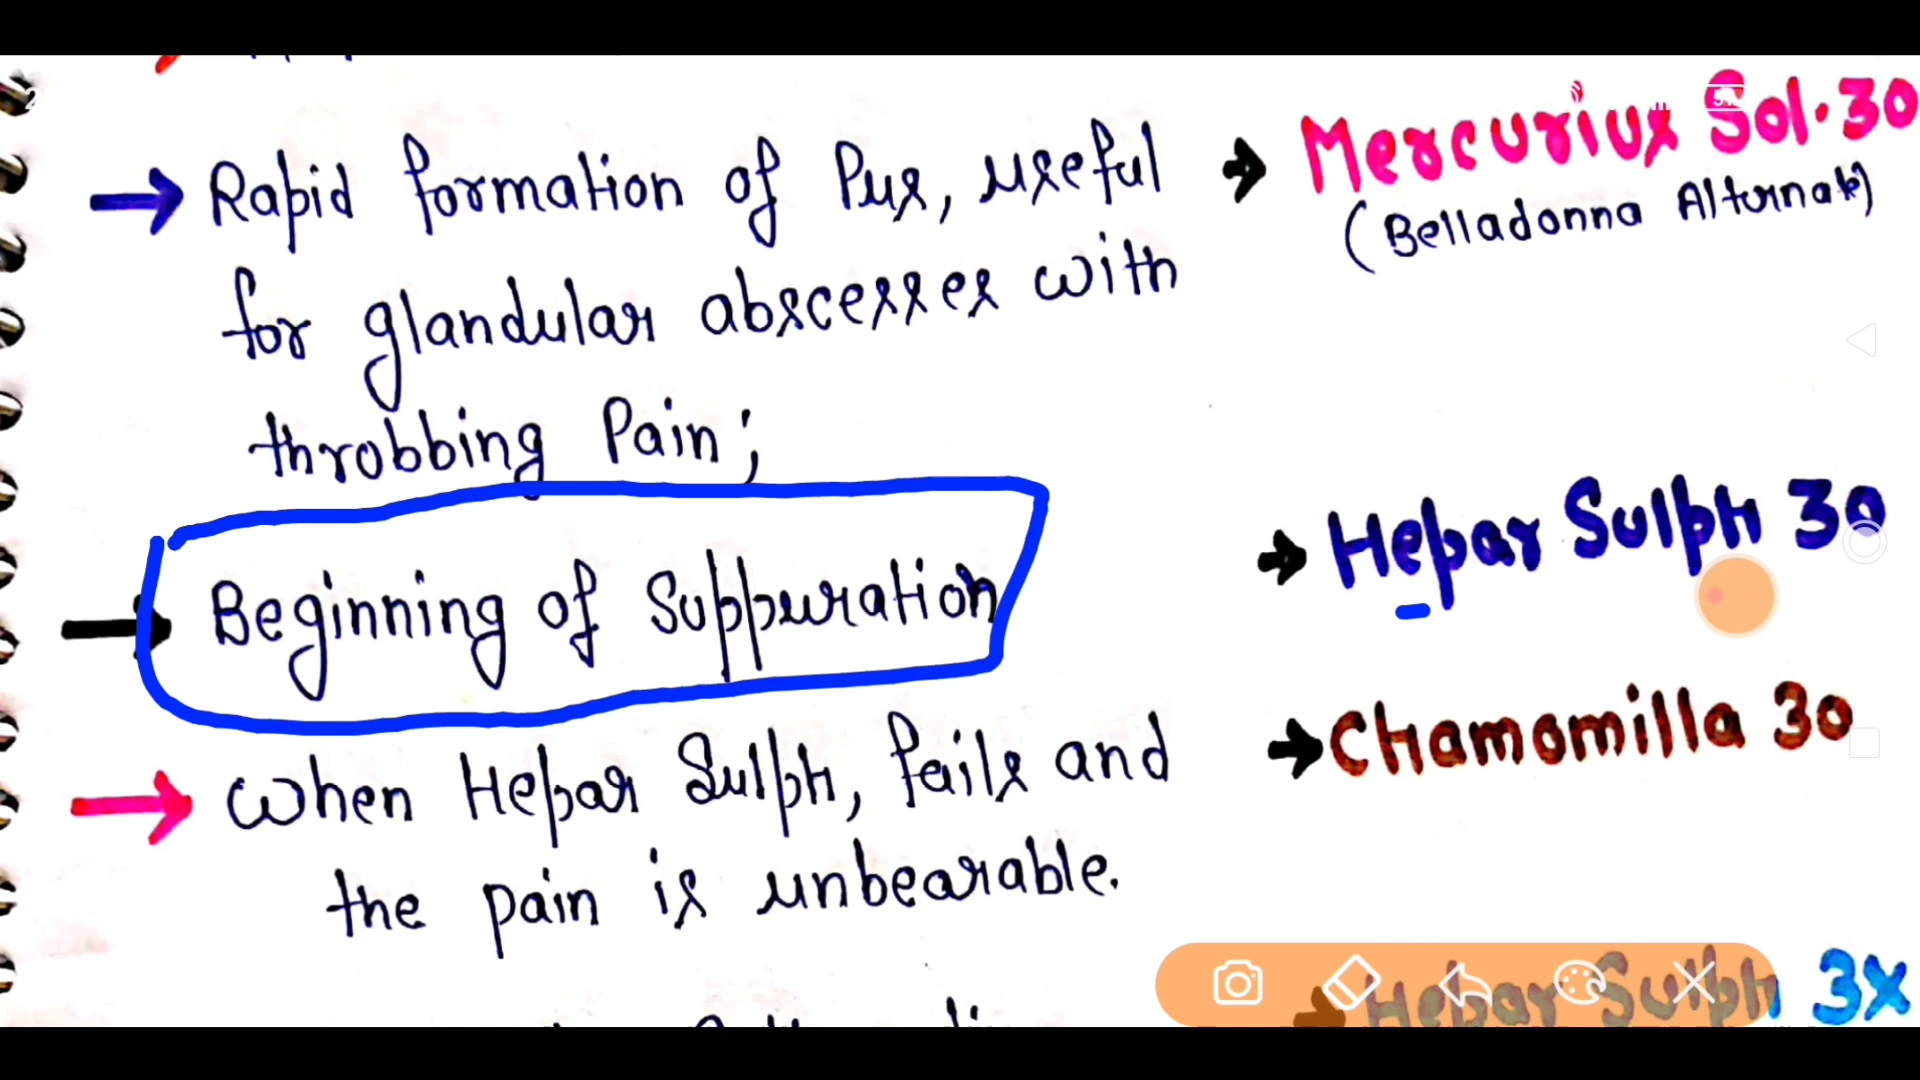 Rapid formation of Pus, useful → Mercurius Sol. 30
(Belladonna Alternate)
for glandular abscesses with
throbbing Pain;
Beginning of Suppuration → Hepar Sulph 30
When Hepar Sulph, fails and → Chamomilla 30
the pain is unbearable.
Hepar Sulph 3X